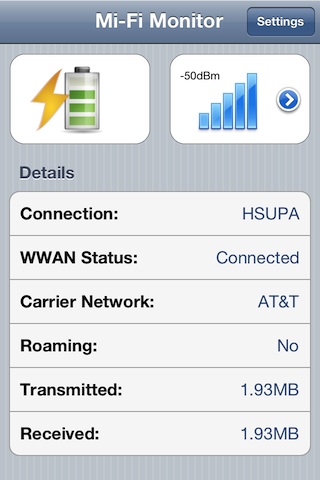 Mi-Fi Monitor
Settings
-50dBm
Details
Connection: HSUPA
WWAN Status: Connected
Carrier Network: AT&T
Roaming: No
Transmitted: 1.93MB
Received: 1.93MB